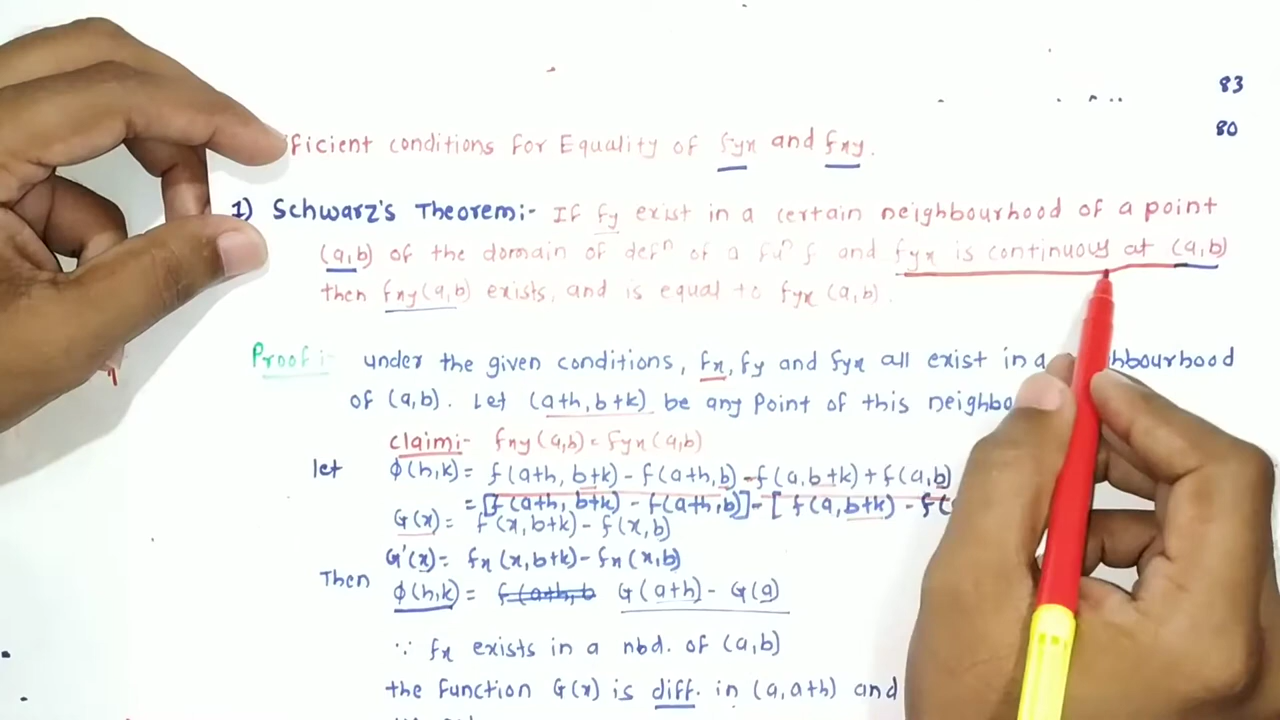 83
80
ficient conditions for Equality of fyx and fxy.
1) Schwarz's Theorem:- If fy exist in a certain neighbourhood of a point
(a,b) of the domain of defⁿ of a fuⁿ f and fyx is continuous at (a,b)
then fxy(a,b) exists, and is equal to fyx (a,b).
Proof :- under the given conditions, fx, fy and fyx all exist in a hbourhood
of (a,b). Let (a+h, b+k) be any point of this neighbo
claim:- fxy(a,b) = fyx(a,b)
let ϕ(h,k) = f(a+h, b+k) - f(a+h, b) - f(a, b+k) + f(a,b)
= [f(a+h, b+k) - f(a+h, b)] - [f(a, b+k) - f(
G(x) = f(x, b+k) - f(x,b)
G'(x) = fx(x, b+k) - fx(x,b)
Then ϕ(h,k) = f(a+h, b G(a+h) - G(a)
∵ fx exists in a nbd. of (a,b)
the function G(x) is diff. in (a, a+h) and